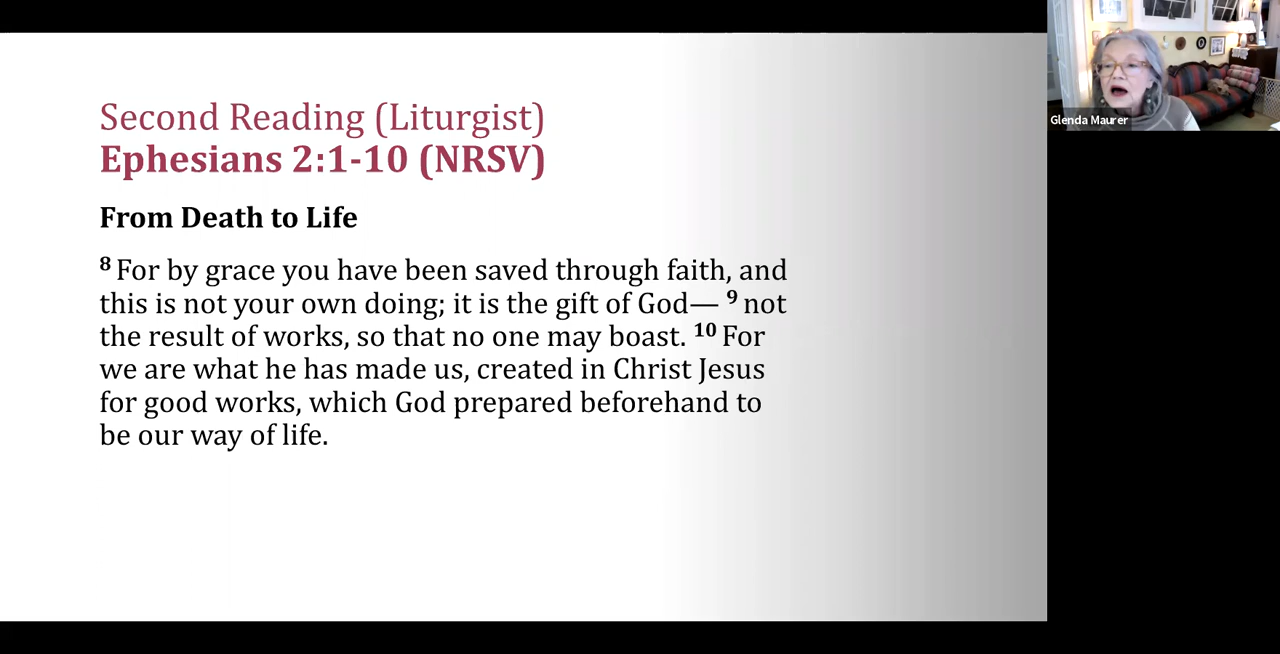 Second Reading (Liturgist)
Ephesians 2:1-10 (NRSV)
From Death to Life
8 For by grace you have been saved through faith, and
this is not your own doing; it is the gift of God— 9 not
the result of works, so that no one may boast. 10 For
we are what he has made us, created in Christ Jesus
for good works, which God prepared beforehand to
be our way of life.
Glenda Maurer